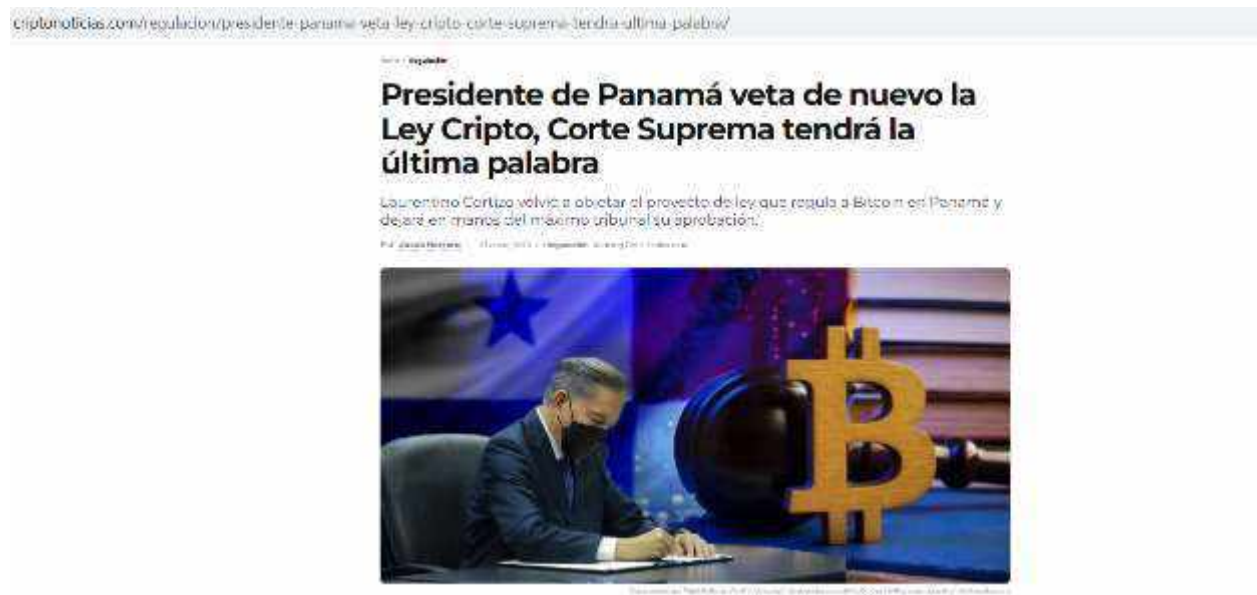 criptonoticias.com/regulacion/presidente-panama-veta-ley-cripto-corte-suprema-tendra-ultima-palabra/
Regulación
Presidente de Panamá veta de nuevo la
Ley Cripto, Corte Suprema tendrá la
última palabra
Laurentino Cortizo volvió a objetar el proyecto de ley que regula a Bitcoin en Panamá y
dejará en manos del máximo tribunal su aprobación.
Por